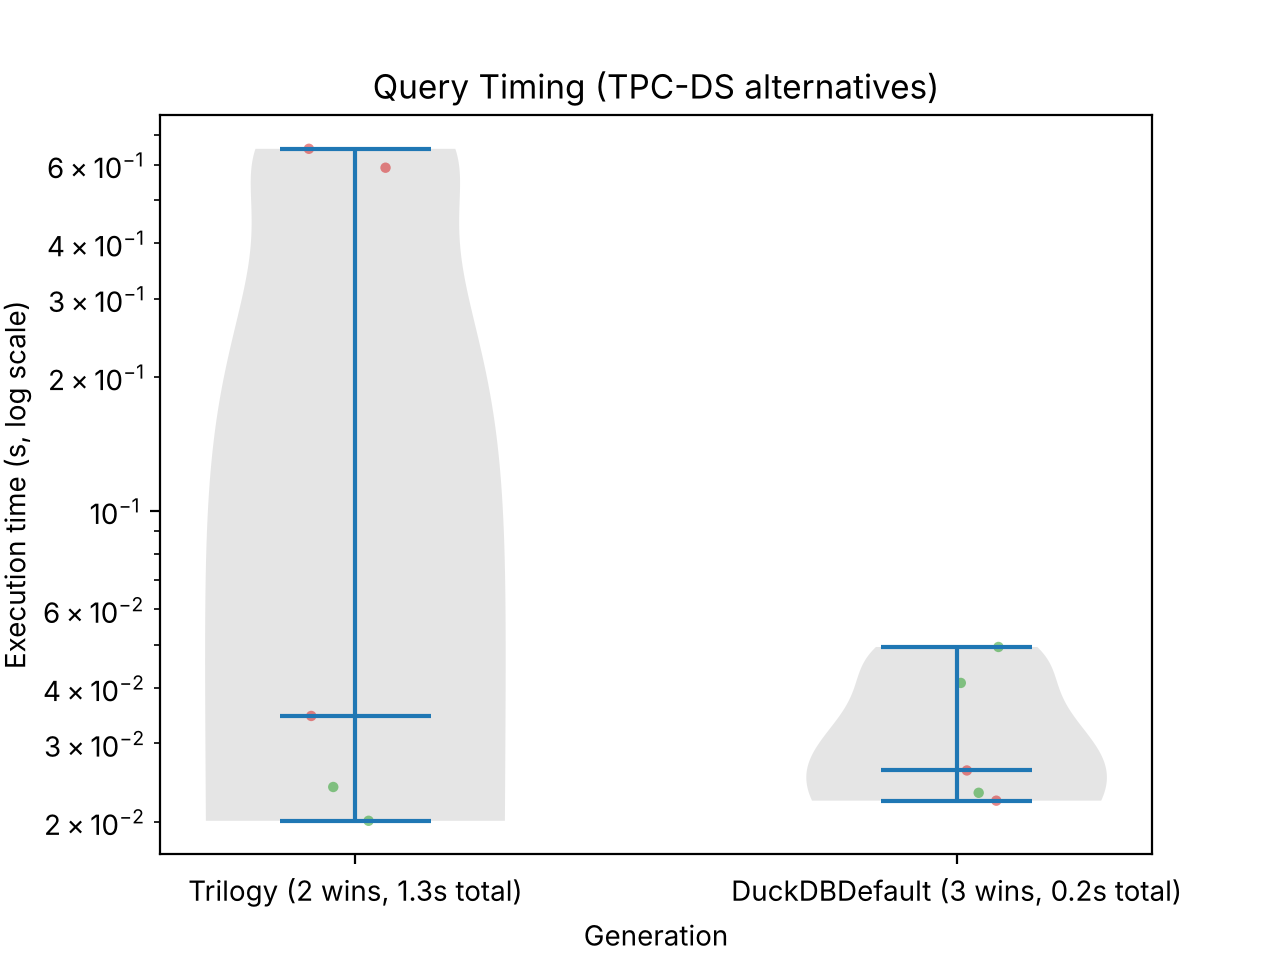 Query Timing (TPC-DS alternatives)
Execution time (s, log scale)
6 × 10⁻¹
4 × 10⁻¹
3 × 10⁻¹
2 × 10⁻¹
10⁻¹
6 × 10⁻²
4 × 10⁻²
3 × 10⁻²
2 × 10⁻²
Trilogy (2 wins, 1.3s total)
DuckDBDefault (3 wins, 0.2s total)
Generation